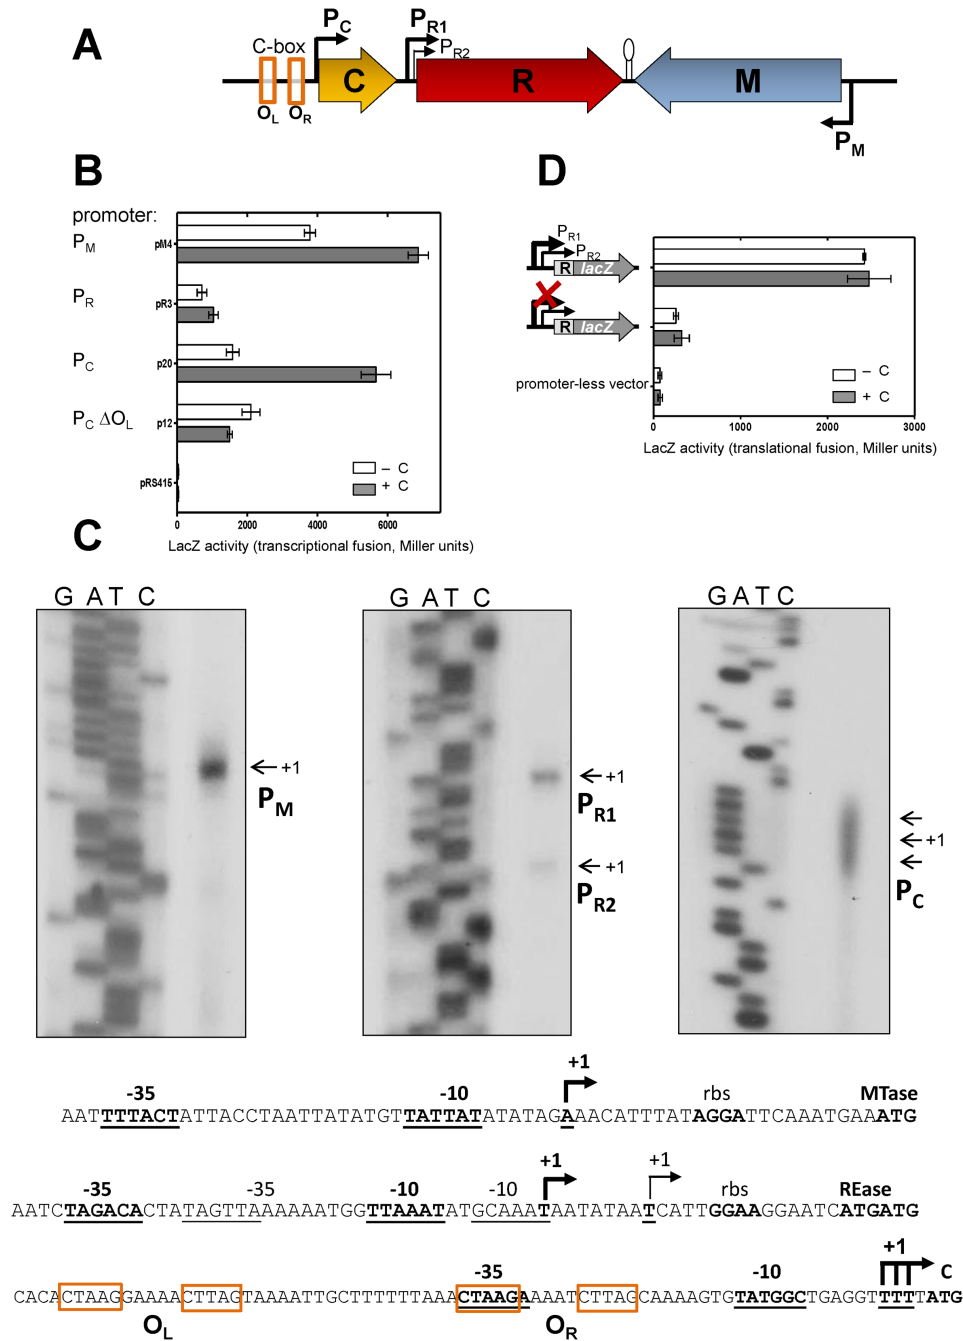 A
C-box
P_C
P_R1
P_R2
C
R
M
O_L
O_R
P_M
B
promoter:
P_M
pM4
P_R
pR3
P_C
p20
P_C ΔO_L
p12
pRS415
– C
+ C
0 2000 4000 6000
LacZ activity (transcriptional fusion, Miller units)
D
P_R1
P_R2
R lacZ
R lacZ
promoter-less vector
– C
+ C
0 1000 2000 3000
LacZ activity (translational fusion, Miller units)
C
G A T C
+1
P_M
G A T C
+1
P_R1
+1
P_R2
G A T C
+1
P_C
-35 -10 +1 rbs MTase
AATTTTACTATTACCTAATTATATGTTATTATATATAGAAACATTTATAGGATTCAAATGAAATG
-35 -35 -10 -10 +1 +1 rbs REase
AATCTAGACACTATAGTTAAAAAATGGTTAAATATGCAAATAATATAATCATTGGAAGGAATCATGATG
-35 -10 +1 C
CACACTAAGGAAAACTTAGTAAAATTGCTTTTTTAAACTAAGAAAATCTTAGCAAAAGTGTATGGCTGAGGTTTTTATG
O_L O_R